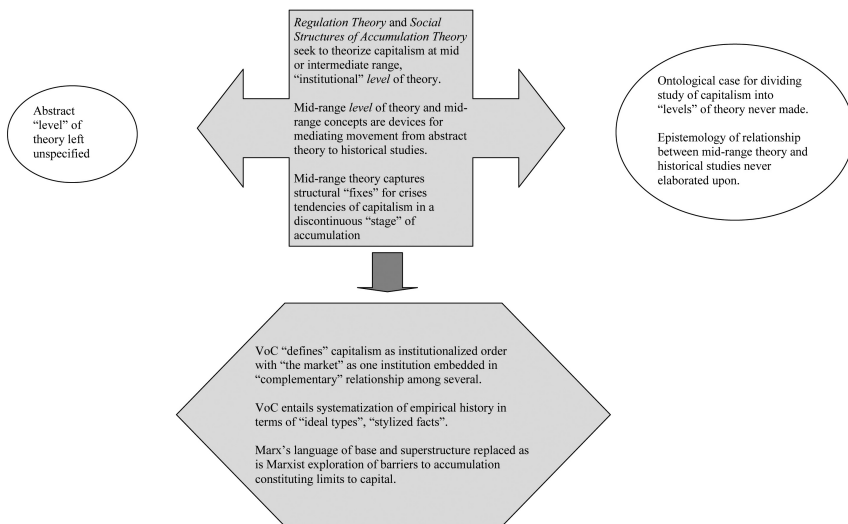 Regulation Theory and Social
Structures of Accumulation Theory
seek to theorize capitalism at mid
or intermediate range,
“institutional” level of theory.
Mid-range level of theory and mid-
range concepts are devices for
mediating movement from abstract
theory to historical studies.
Mid-range theory captures
structural “fixes” for crises
tendencies of capitalism in a
discontinuous “stage” of
accumulation
Abstract
“level” of
theory left
unspecified
Ontological case for dividing
study of capitalism into
“levels” of theory never made.
Epistemology of relationship
between mid-range theory and
historical studies never
elaborated upon.
VoC “defines” capitalism as institutionalized order
with “the market” as one institution embedded in
“complementary” relationship among several.
VoC entails systematization of empirical history in
terms of “ideal types”, “stylized facts”.
Marx’s language of base and superstructure replaced as
is Marxist exploration of barriers to accumulation
constituting limits to capital.